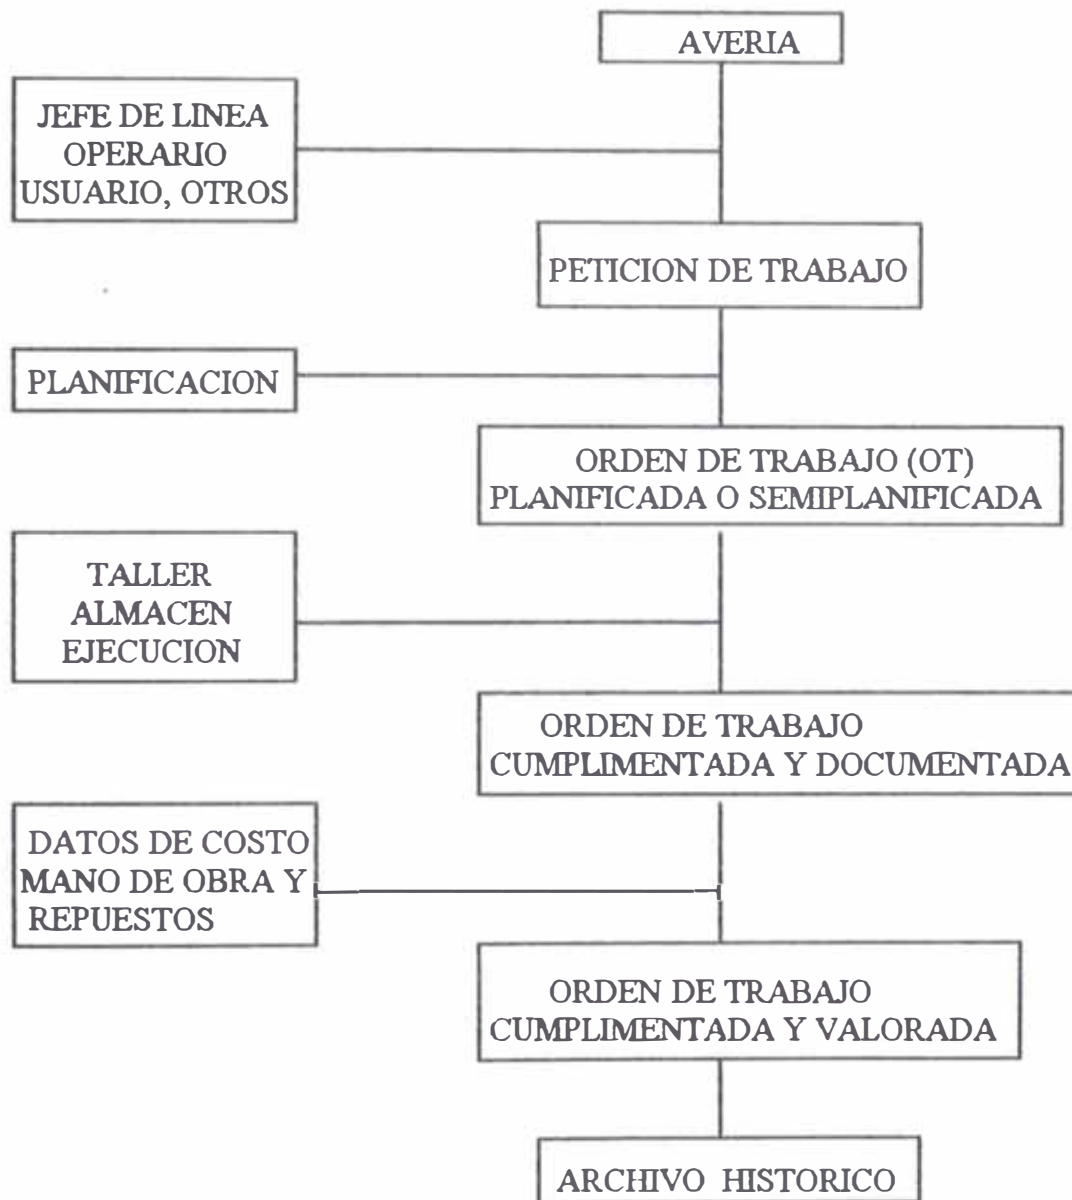 AVERIA
JEFE DE LINEA
OPERARIO
USUARIO, OTROS
PETICION DE TRABAJO
PLANIFICACION
ORDEN DE TRABAJO (OT)
PLANIFICADA O SEMIPLANIFICADA
TALLER
ALMACEN
EJECUCION
ORDEN DE TRABAJO
CUMPLIMENTADA Y DOCUMENTADA
DATOS DE COSTO
MANO DE OBRA Y
REPUESTOS
ORDEN DE TRABAJO
CUMPLIMENTADA Y VALORADA
ARCHIVO HISTORICO